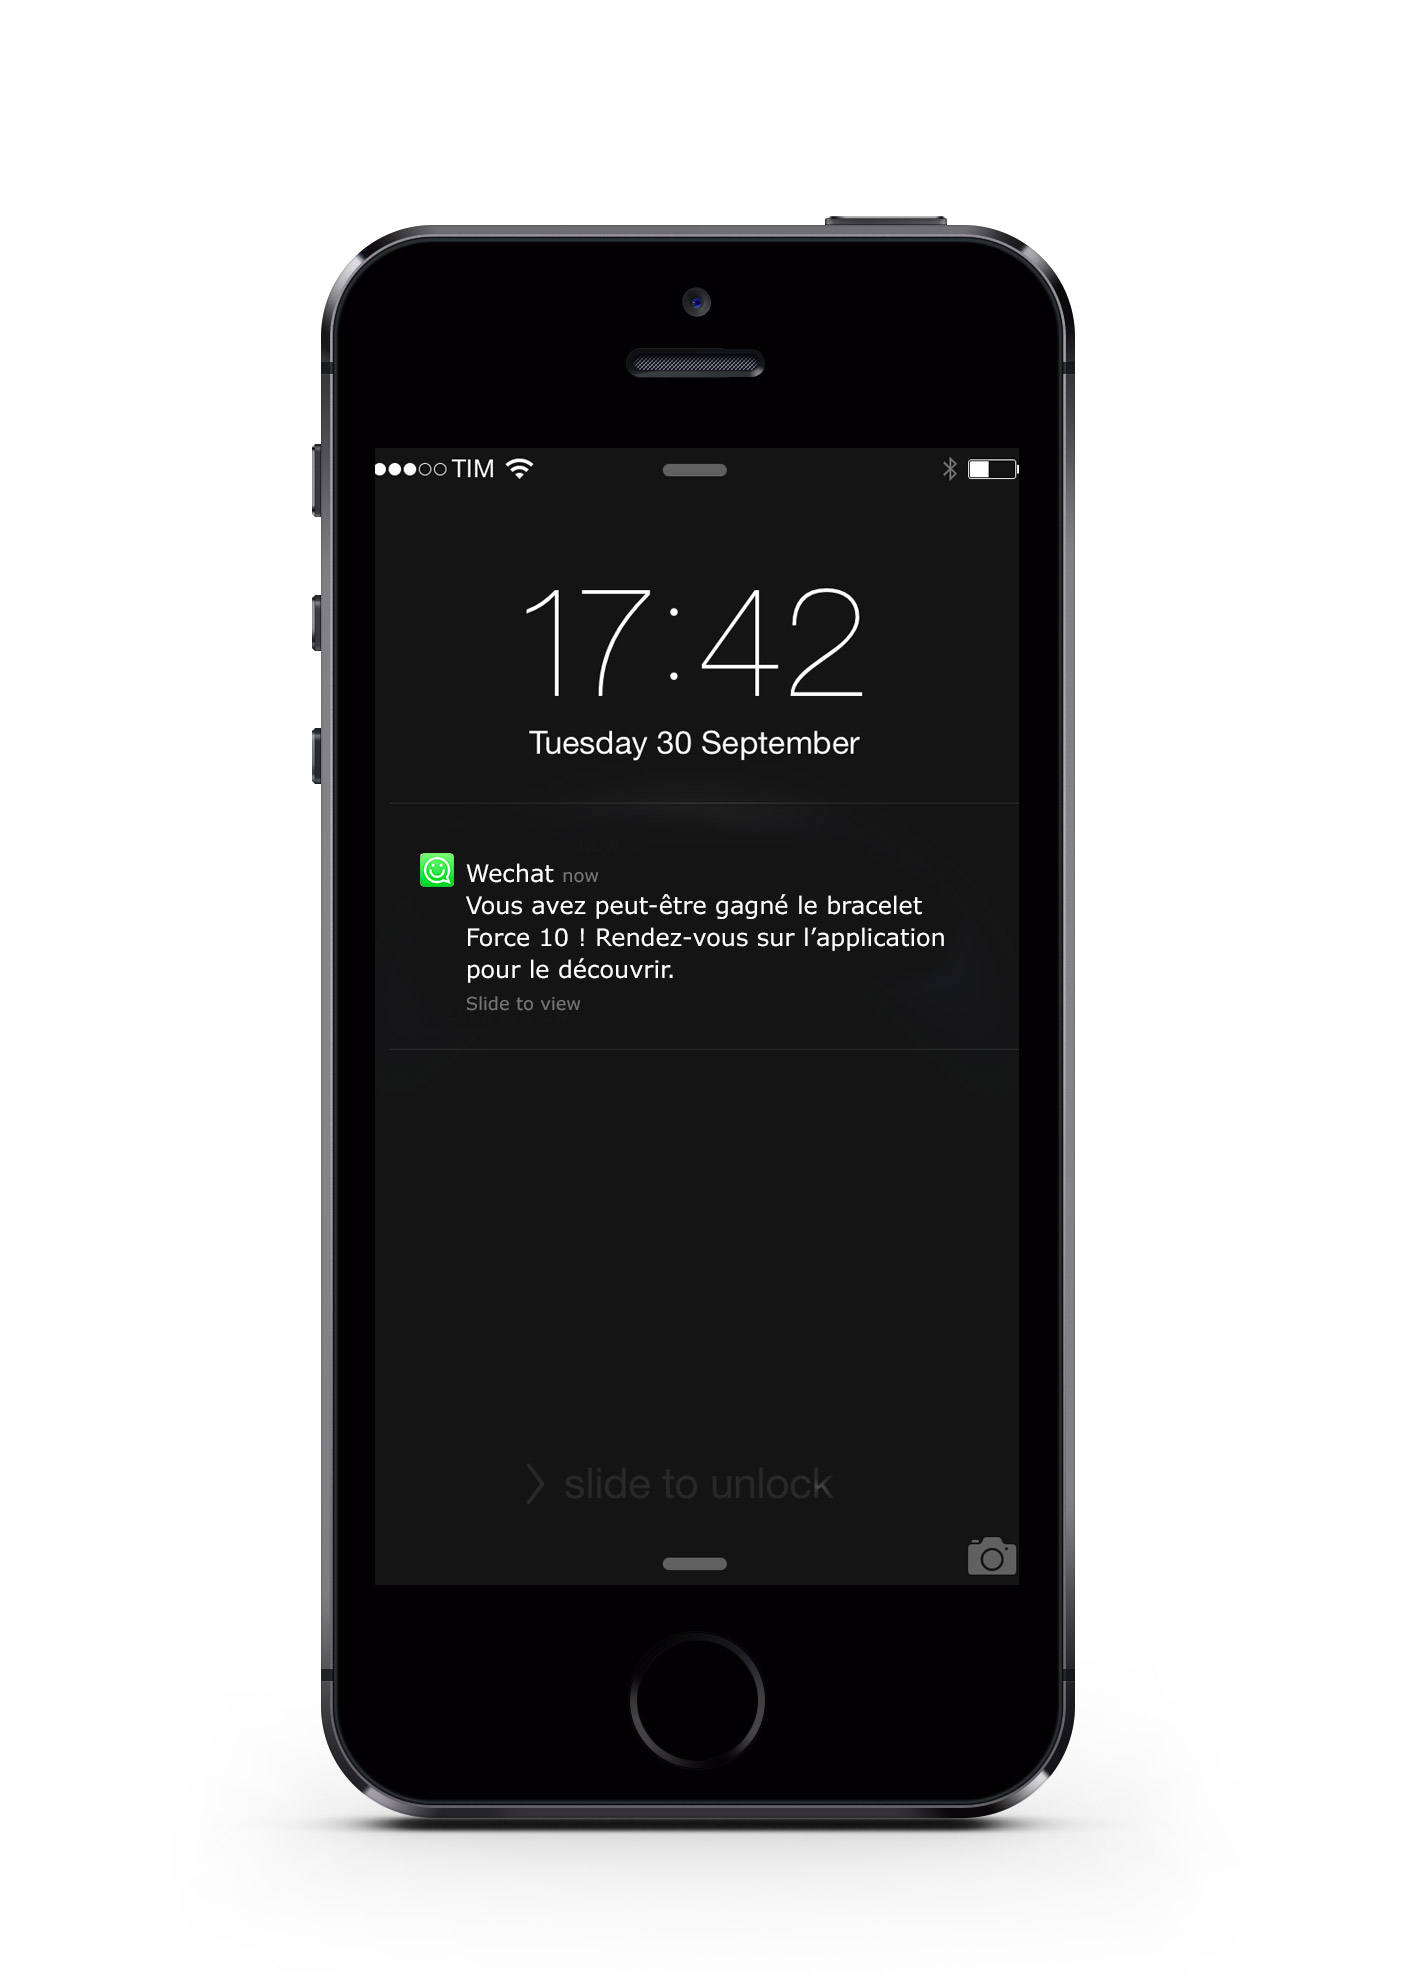 TIM
17:42
Tuesday 30 September
Wechat now
Vous avez peut-être gagné le bracelet
Force 10 ! Rendez-vous sur l’application
pour le découvrir.
Slide to view
slide to unlock